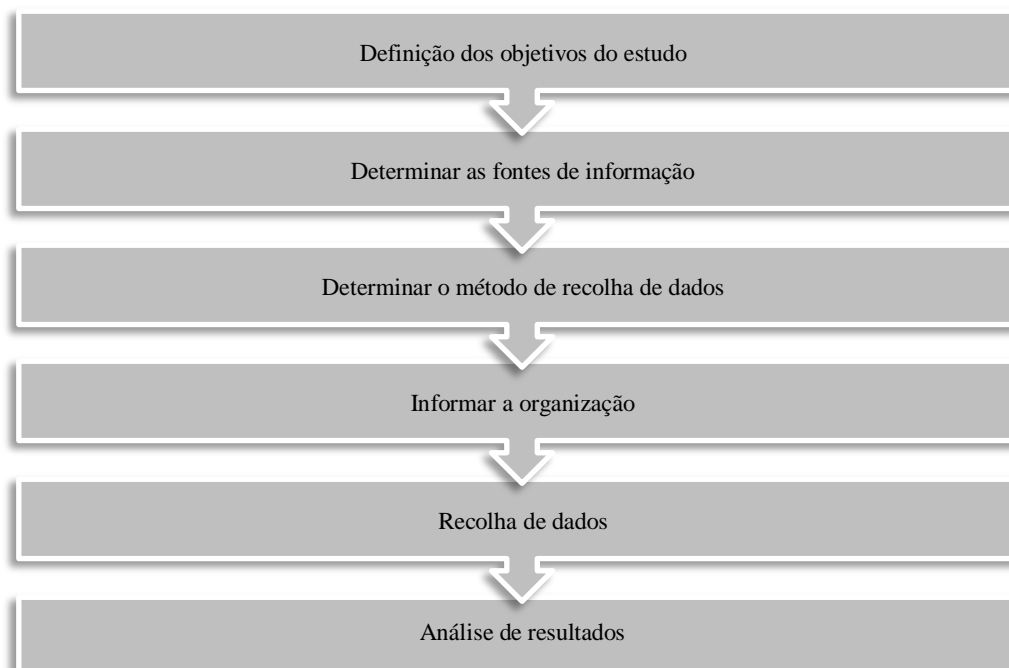 Definição dos objetivos do estudo
Determinar as fontes de informação
Determinar o método de recolha de dados
Informar a organização
Recolha de dados
Análise de resultados